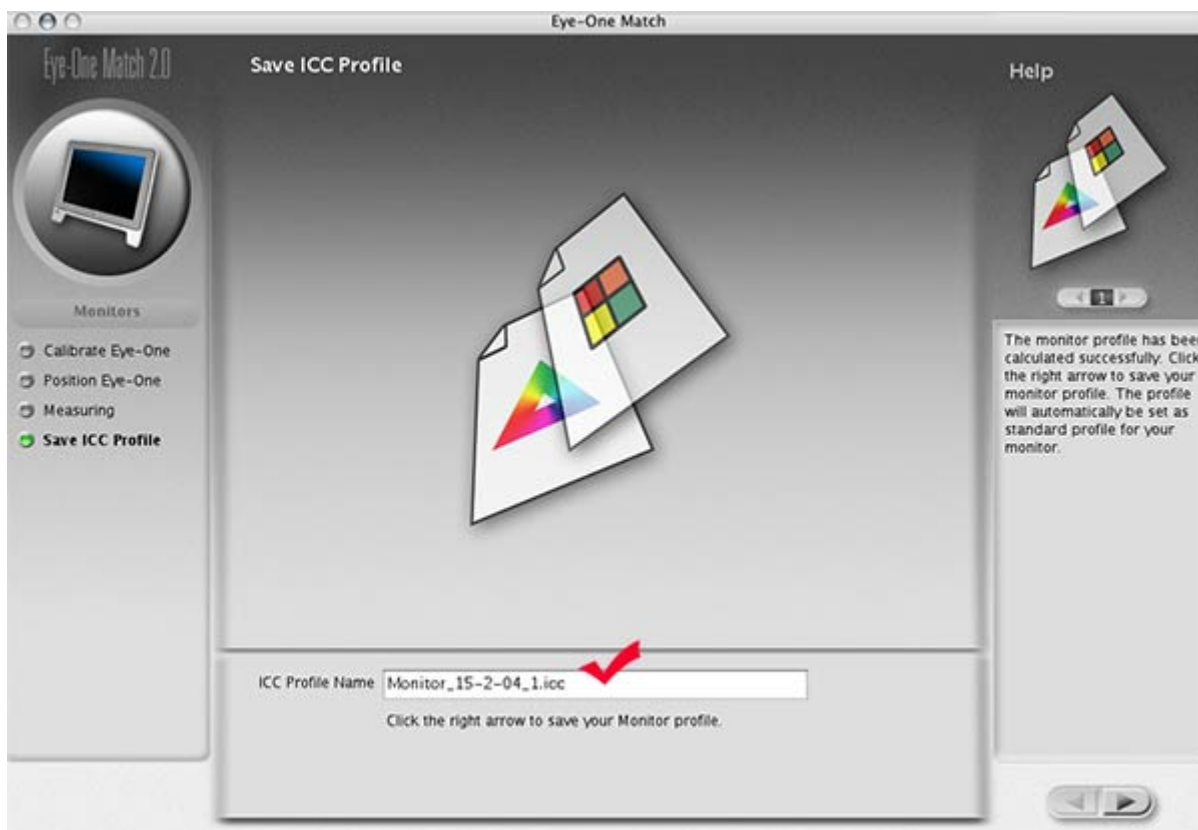 Eye-One Match
Eye-One Match 2.0
Save ICC Profile
Help
Monitors
Calibrate Eye-One
Position Eye-One
Measuring
Save ICC Profile
1
The monitor profile has been
calculated successfully. Click
the right arrow to save your
monitor profile. The profile
will automatically be set as
standard profile for your
monitor.
ICC Profile Name
Monitor_15-2-04_1.icc
Click the right arrow to save your Monitor profile.